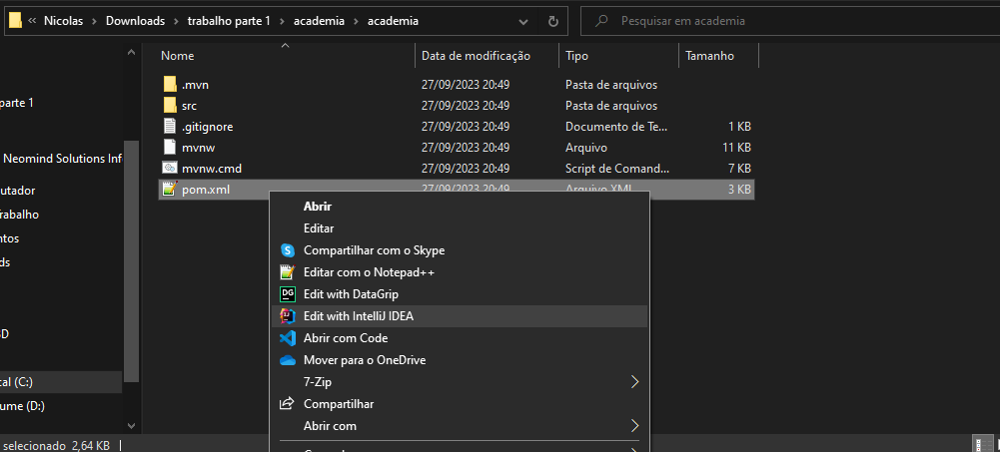 Nicolas > Downloads > trabalho parte 1 > academia > academia
Pesquisar em academia
Nome Data de modificação Tipo Tamanho
.mvn 27/09/2023 20:49 Pasta de arquivos
src 27/09/2023 20:49 Pasta de arquivos
.gitignore 27/09/2023 20:49 Documento de Te... 1 KB
mvnw 27/09/2023 20:49 Arquivo 11 KB
mvnw.cmd 27/09/2023 20:49 Script de Comand... 7 KB
pom.xml 27/09/2023 20:49 Arquivo XML 3 KB
parte 1
Neomind Solutions Inf
putador
Trabalho
ntos
ds
D
cal (C:)
ume (D:)
Abrir
Editar
Compartilhar com o Skype
Editar com o Notepad++
Edit with DataGrip
Edit with IntelliJ IDEA
Abrir com Code
Mover para o OneDrive
7-Zip
Compartilhar
Abrir com
selecionado 2,64 KB